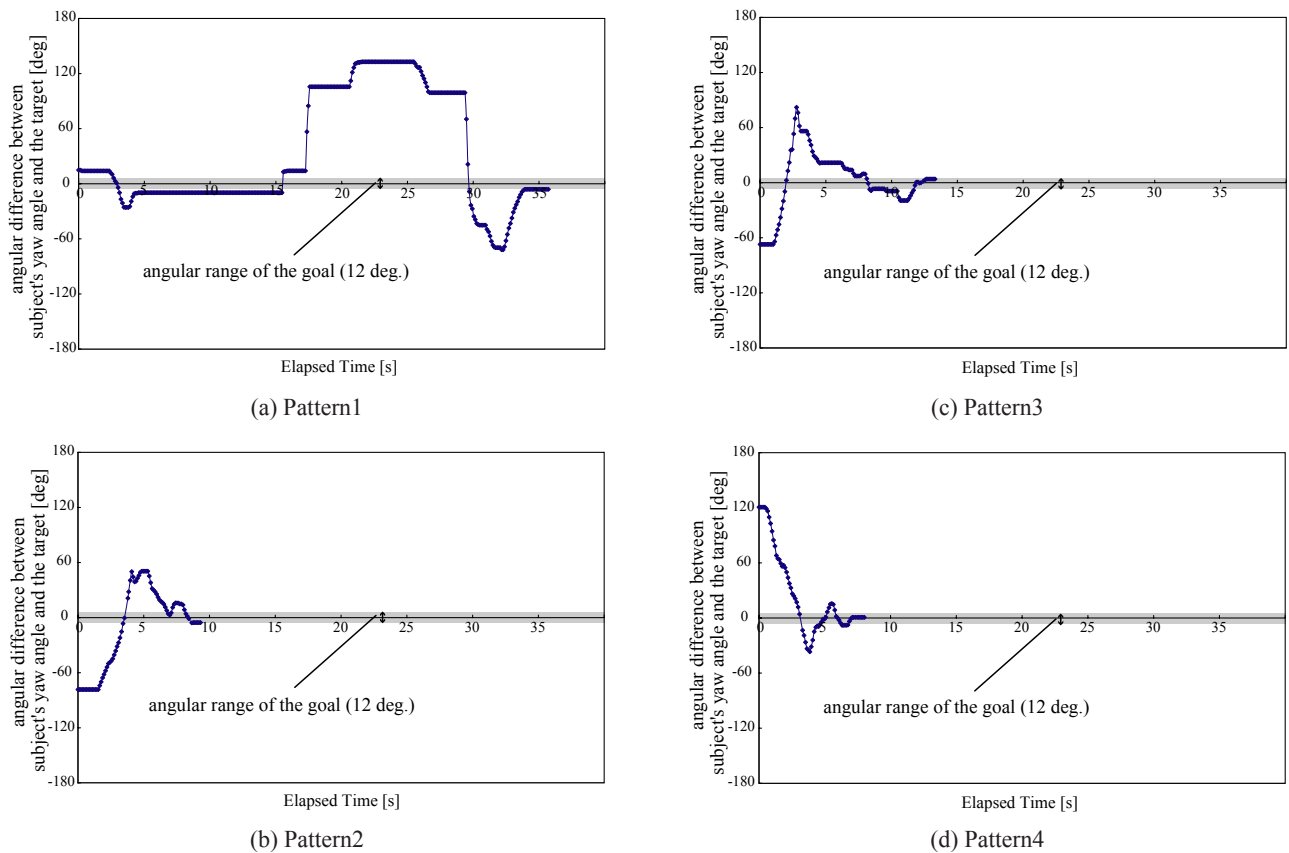 180
120
60
0
-60
-120
-180
5
10
15
20
25
30
35
angular difference between
subject's yaw angle and the target [deg]
angular range of the goal (12 deg.)
Elapsed Time [s]
(a) Pattern1
180
120
60
0
-60
-120
-180
0
5
10
15
20
25
30
35
angular difference between
subject's yaw angle and the target [deg]
angular range of the goal (12 deg.)
Elapsed Time [s]
(c) Pattern3
180
120
60
0
-60
-120
-180
0
5
10
15
20
25
30
35
angular difference between
subject's yaw angle and the target [deg]
angular range of the goal (12 deg.)
Elapsed Time [s]
(b) Pattern2
180
120
60
0
-60
-120
-180
0
5
10
15
20
25
30
35
angular difference between
subject's yaw angle and the target [deg]
angular range of the goal (12 deg.)
Elapsed Time [s]
(d) Pattern4